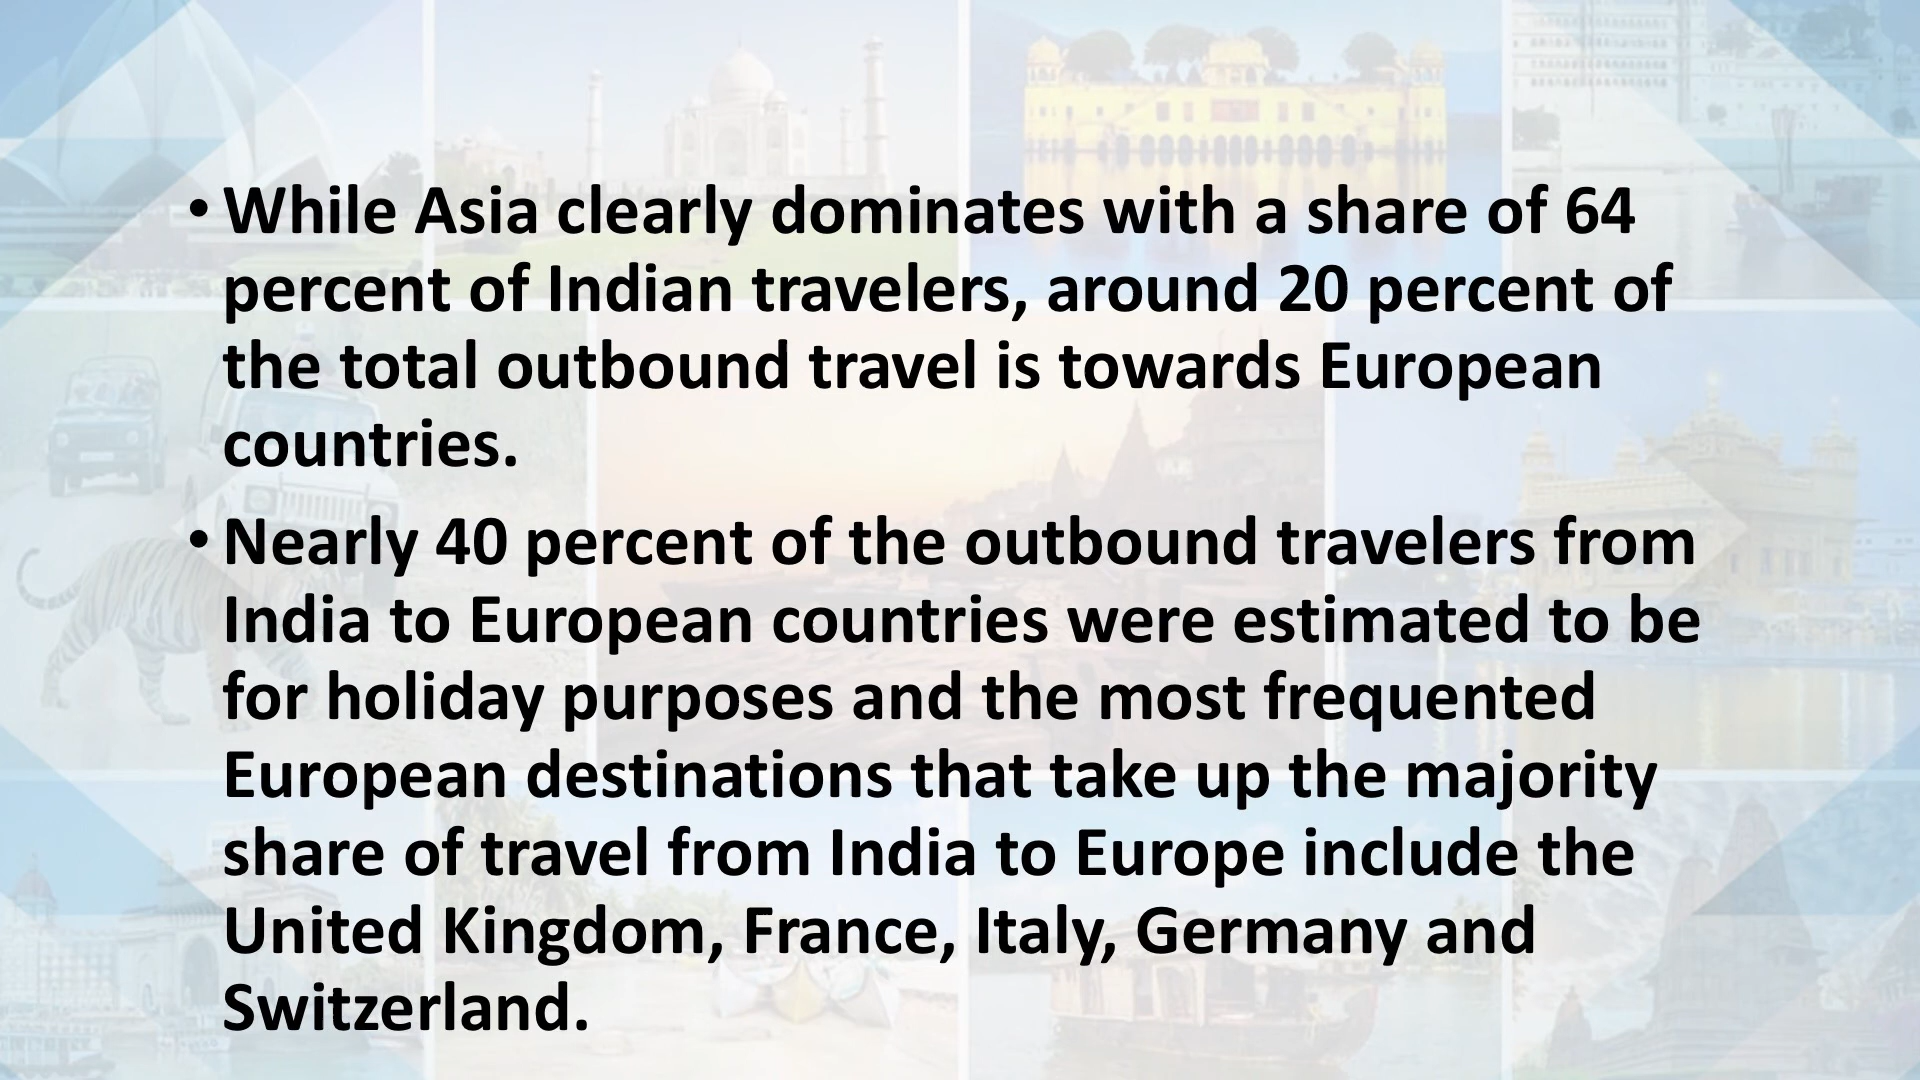 • While Asia clearly dominates with a share of 64
percent of Indian travelers, around 20 percent of
the total outbound travel is towards European
countries.
• Nearly 40 percent of the outbound travelers from
India to European countries were estimated to be
for holiday purposes and the most frequented
European destinations that take up the majority
share of travel from India to Europe include the
United Kingdom, France, Italy, Germany and
Switzerland.